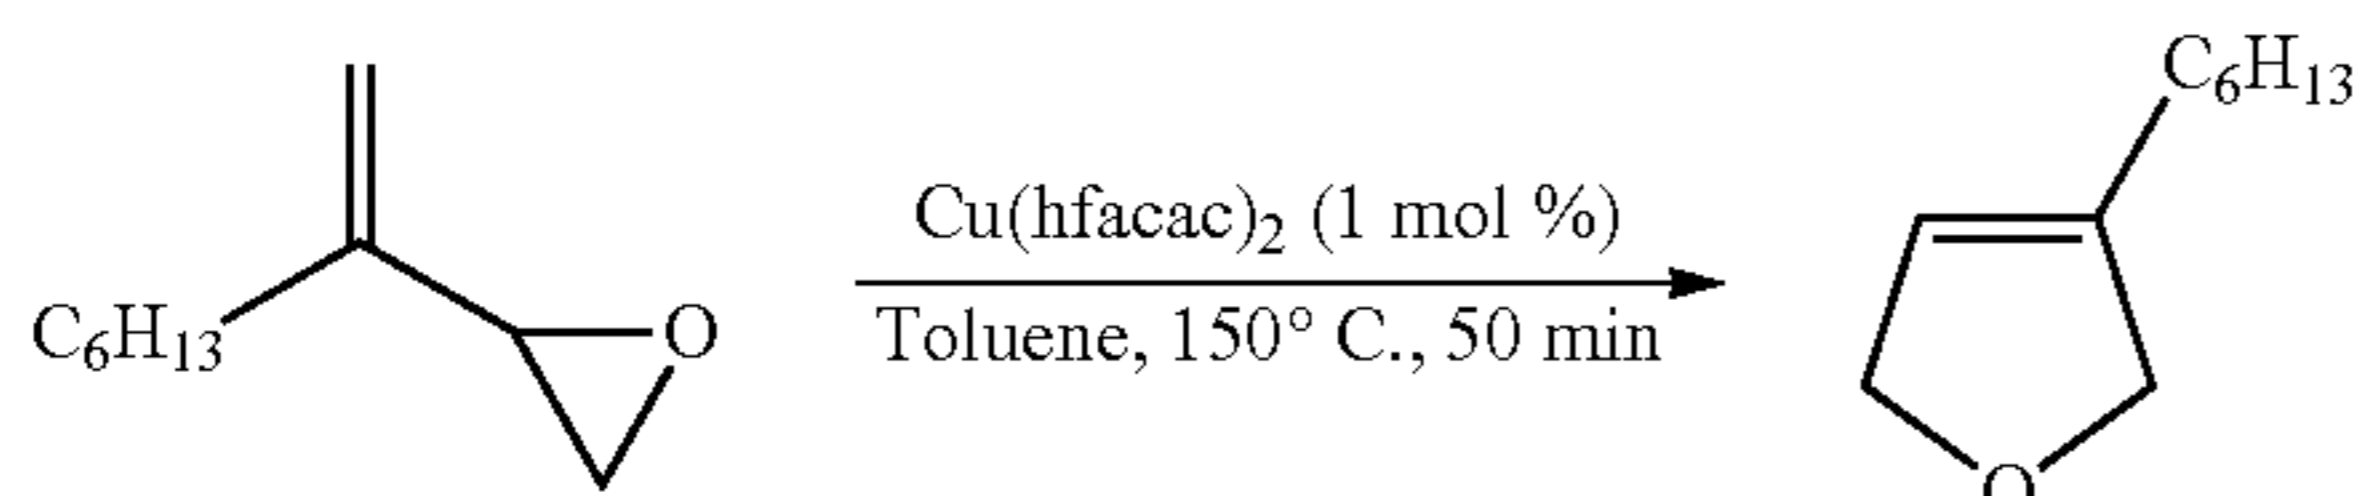 C₆H₁₃
Cu(hfacac)₂ (1 mol %)
C₆H₁₃
O
Toluene, 150° C., 50 min
O